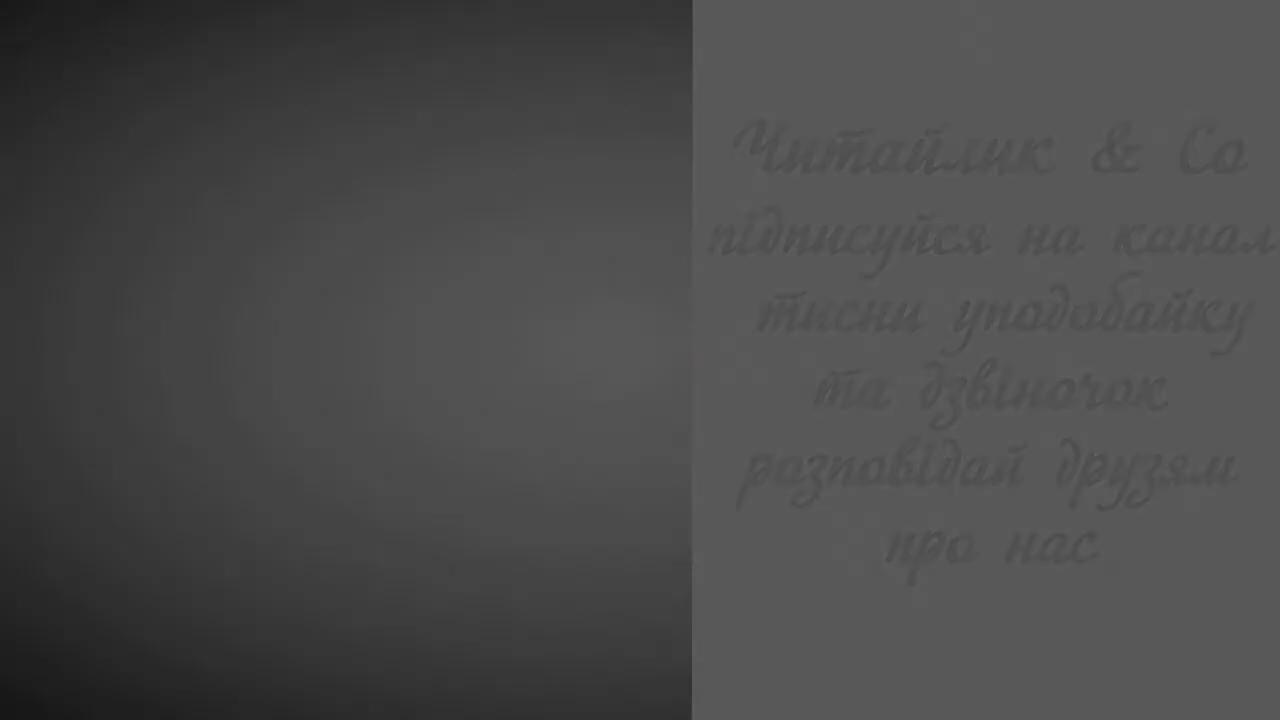 Читайлик & Co
підписуйся на канал
тисни уподобайку
та дзвіночок
розповідай друзям
про нас